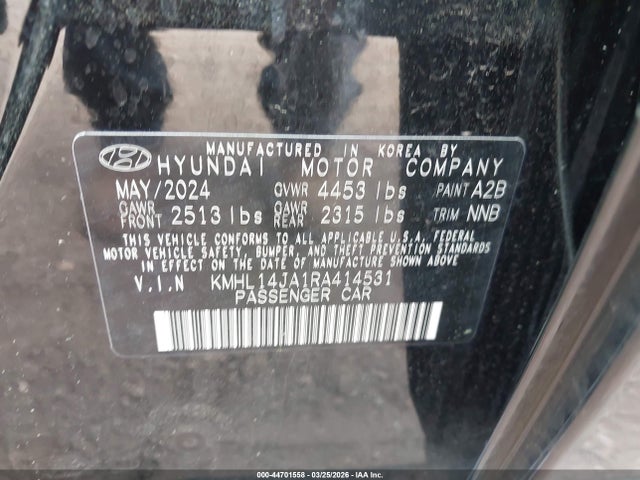 MANUFACTURED IN KOREA BY
HYUNDAI MOTOR COMPANY
MAY/2024 GVWR 4453 lbs PAINT A2B
GAWR FRONT 2513 lbs GAWR REAR 2315 lbs TRIM NNB
THIS VEHICLE CONFORMS TO ALL APPLICABLE U.S.A. FEDERAL
MOTOR VEHICLE SAFETY, BUMPER, AND THEFT PREVENTION STANDARDS
IN EFFECT ON THE DATE OF MANUFACTURE SHOWN ABOVE
V.I.N KMHL14JA1RA414531
PASSENGER CAR
000-44701558 | 03/25/2026 - IAA Inc.